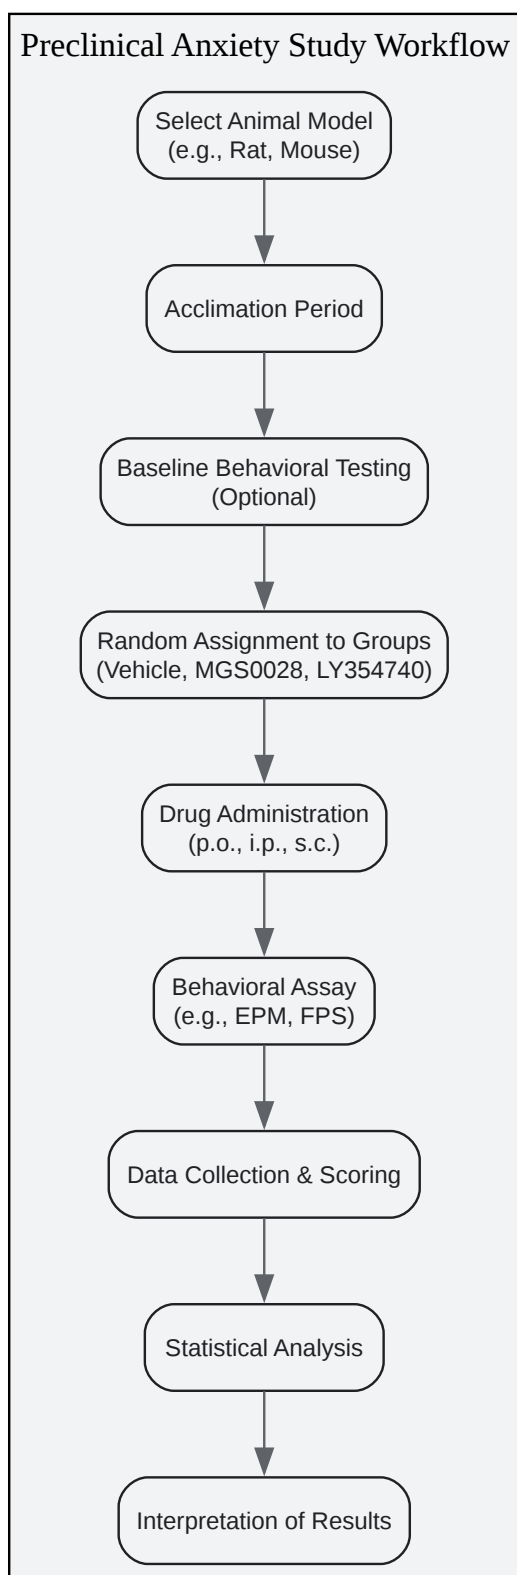 Preclinical Anxiety Study Workflow
Select Animal Model
(e.g., Rat, Mouse)
Acclimation Period
Baseline Behavioral Testing
(Optional)
Random Assignment to Groups
(Vehicle, MGS0028, LY354740)
Drug Administration
(p.o., i.p., s.c.)
Behavioral Assay
(e.g., EPM, FPS)
Data Collection & Scoring
Statistical Analysis
Interpretation of Results